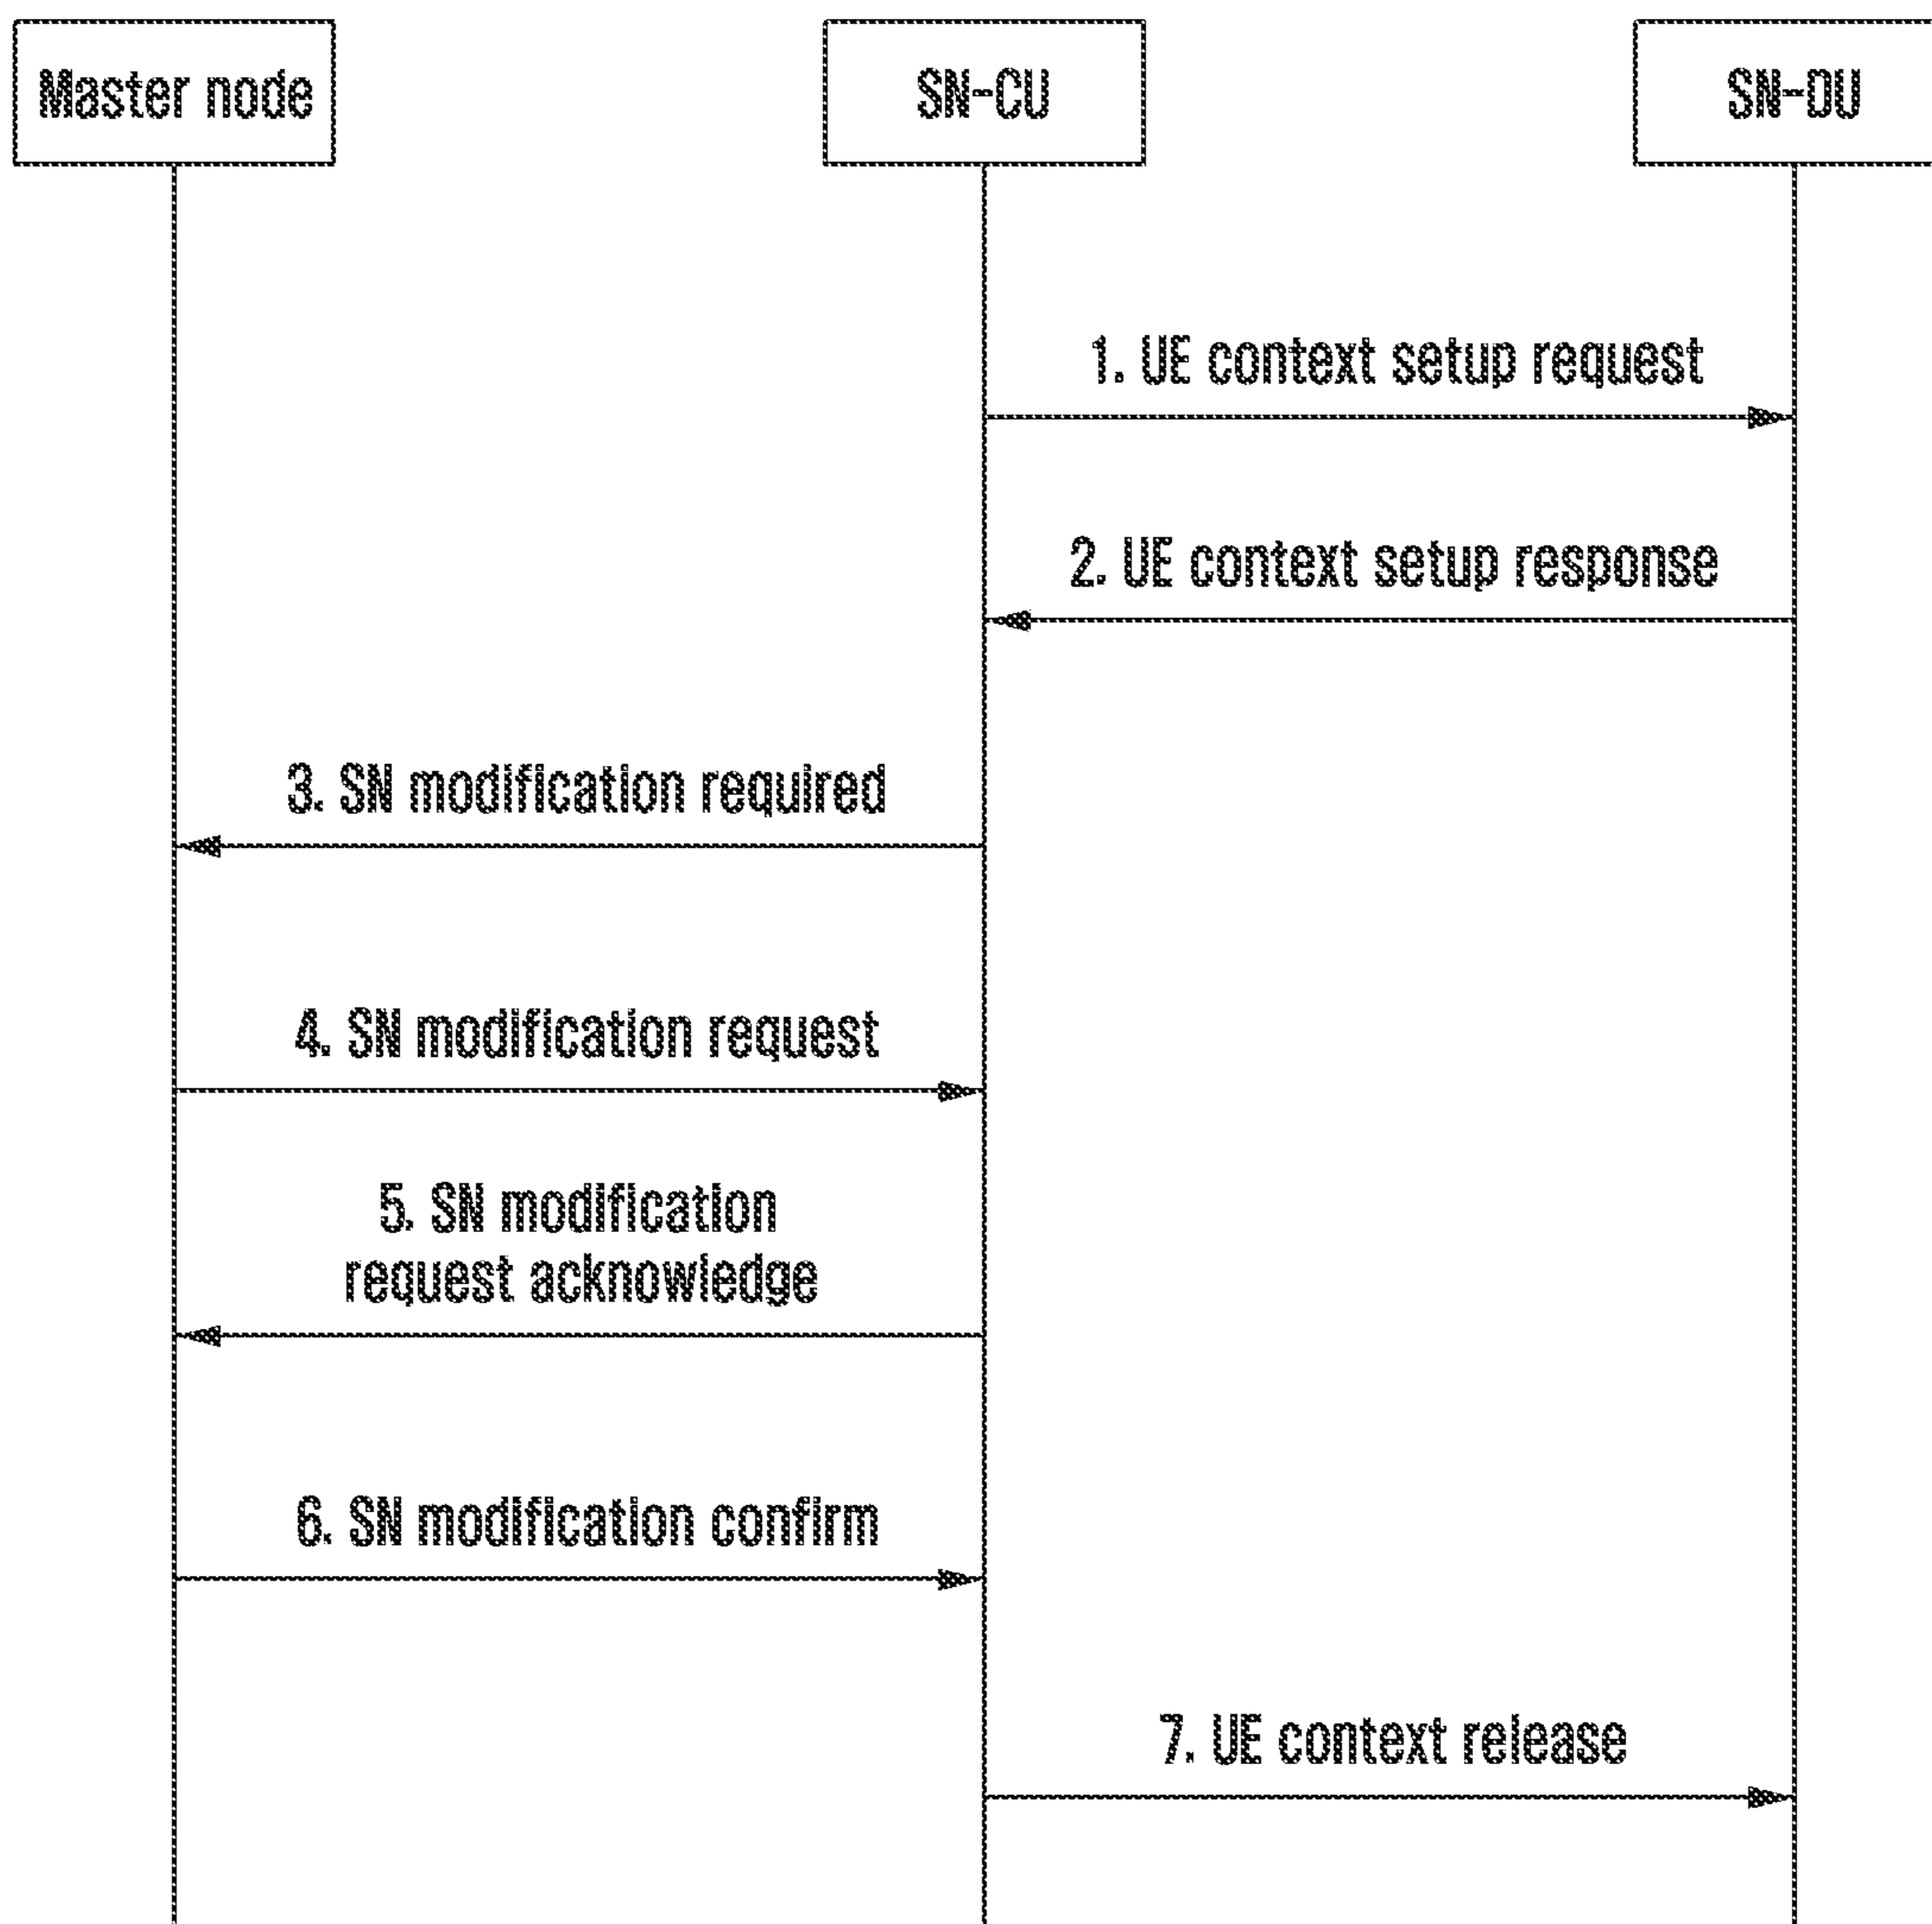 Master node
SN-CU
SN-DU
1. UE context setup request
2. UE context setup response
3. SN modification required
4. SN modification request
5. SN modification
request acknowledge
6. SN modification confirm
7. UE context release